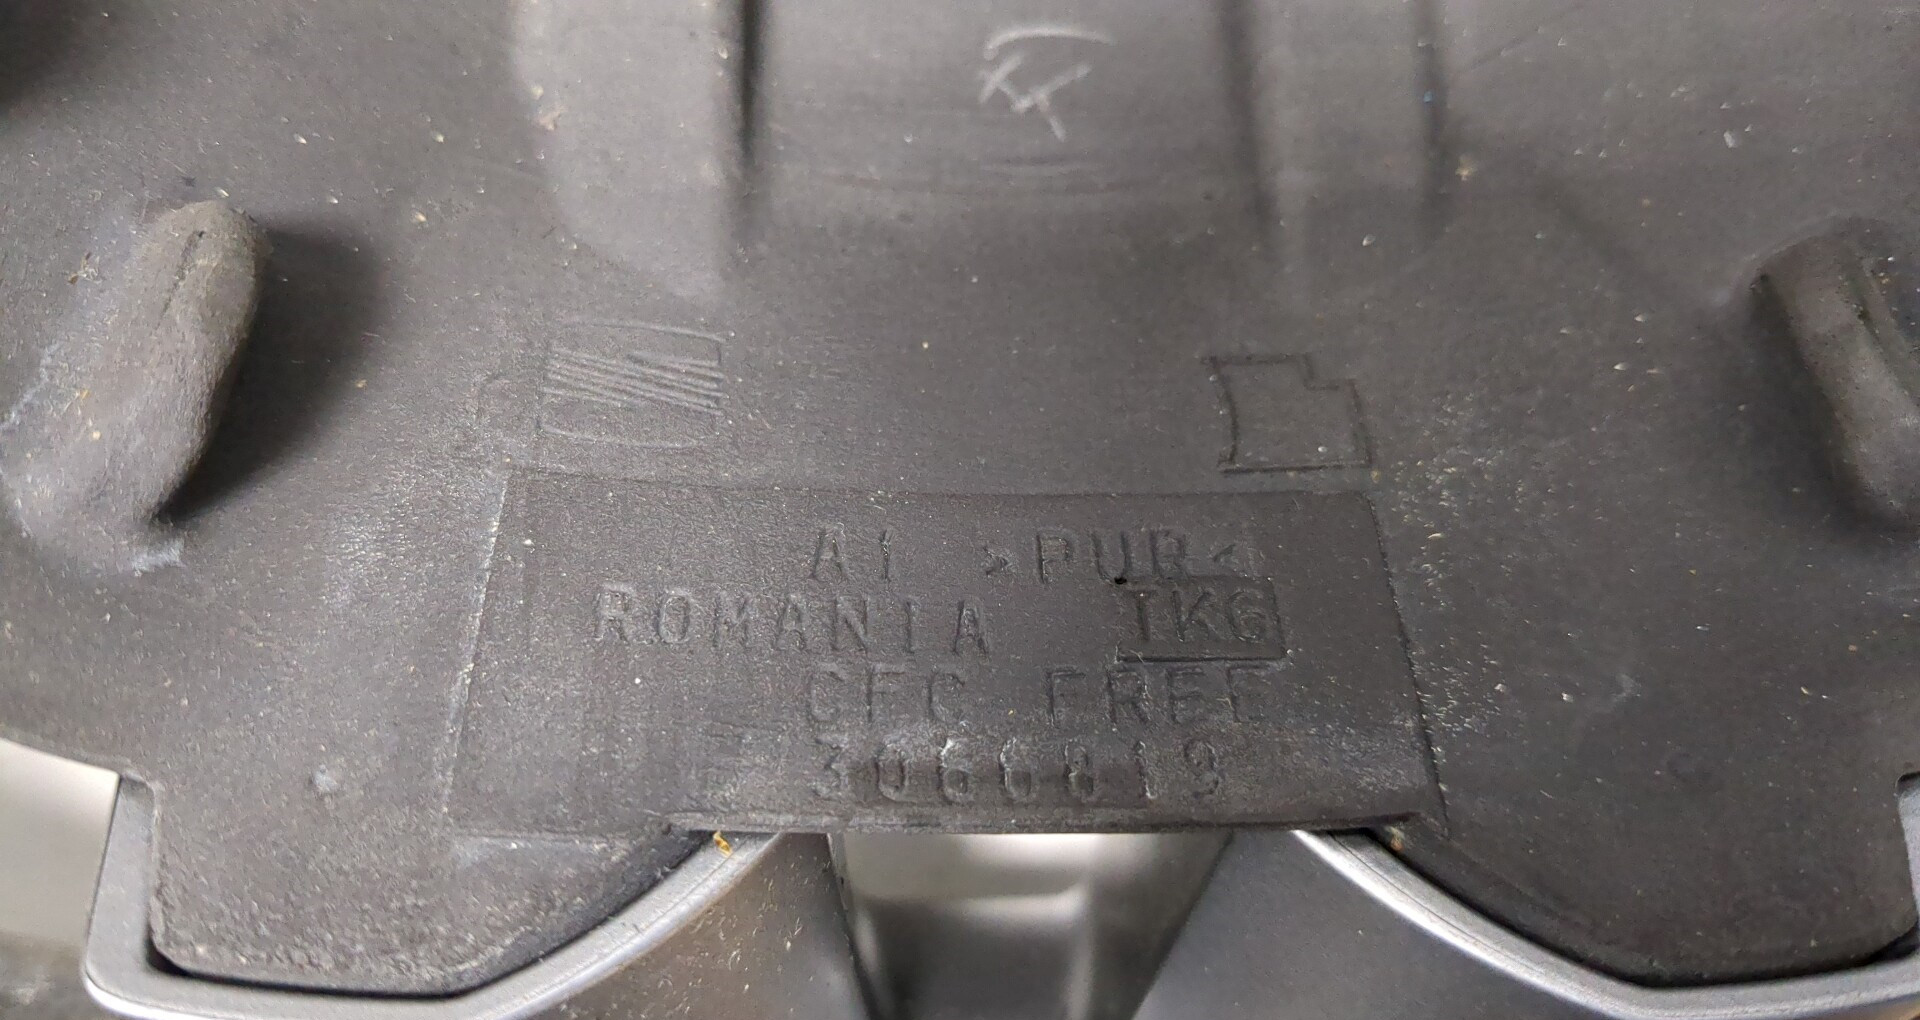 A1 >PUR<
ROMANIA TKG
CFC FREE
3066819